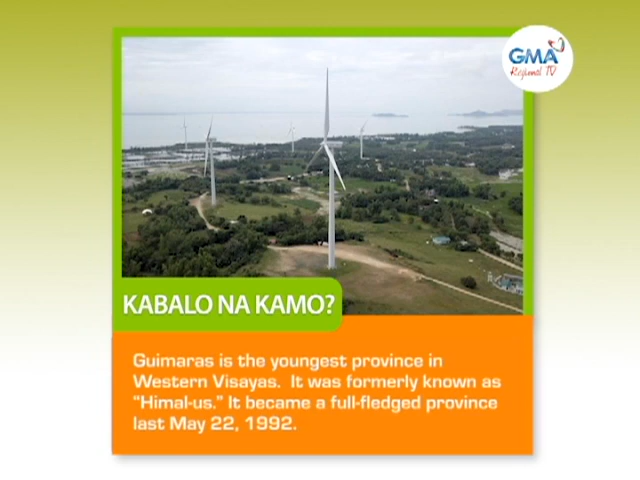 GMA
Regional TV
KABALO NA KAMO?
Guimaras is the youngest province in
Western Visayas.  It was formerly known as
"Himal-us." It became a full-fledged province
last May 22, 1992.